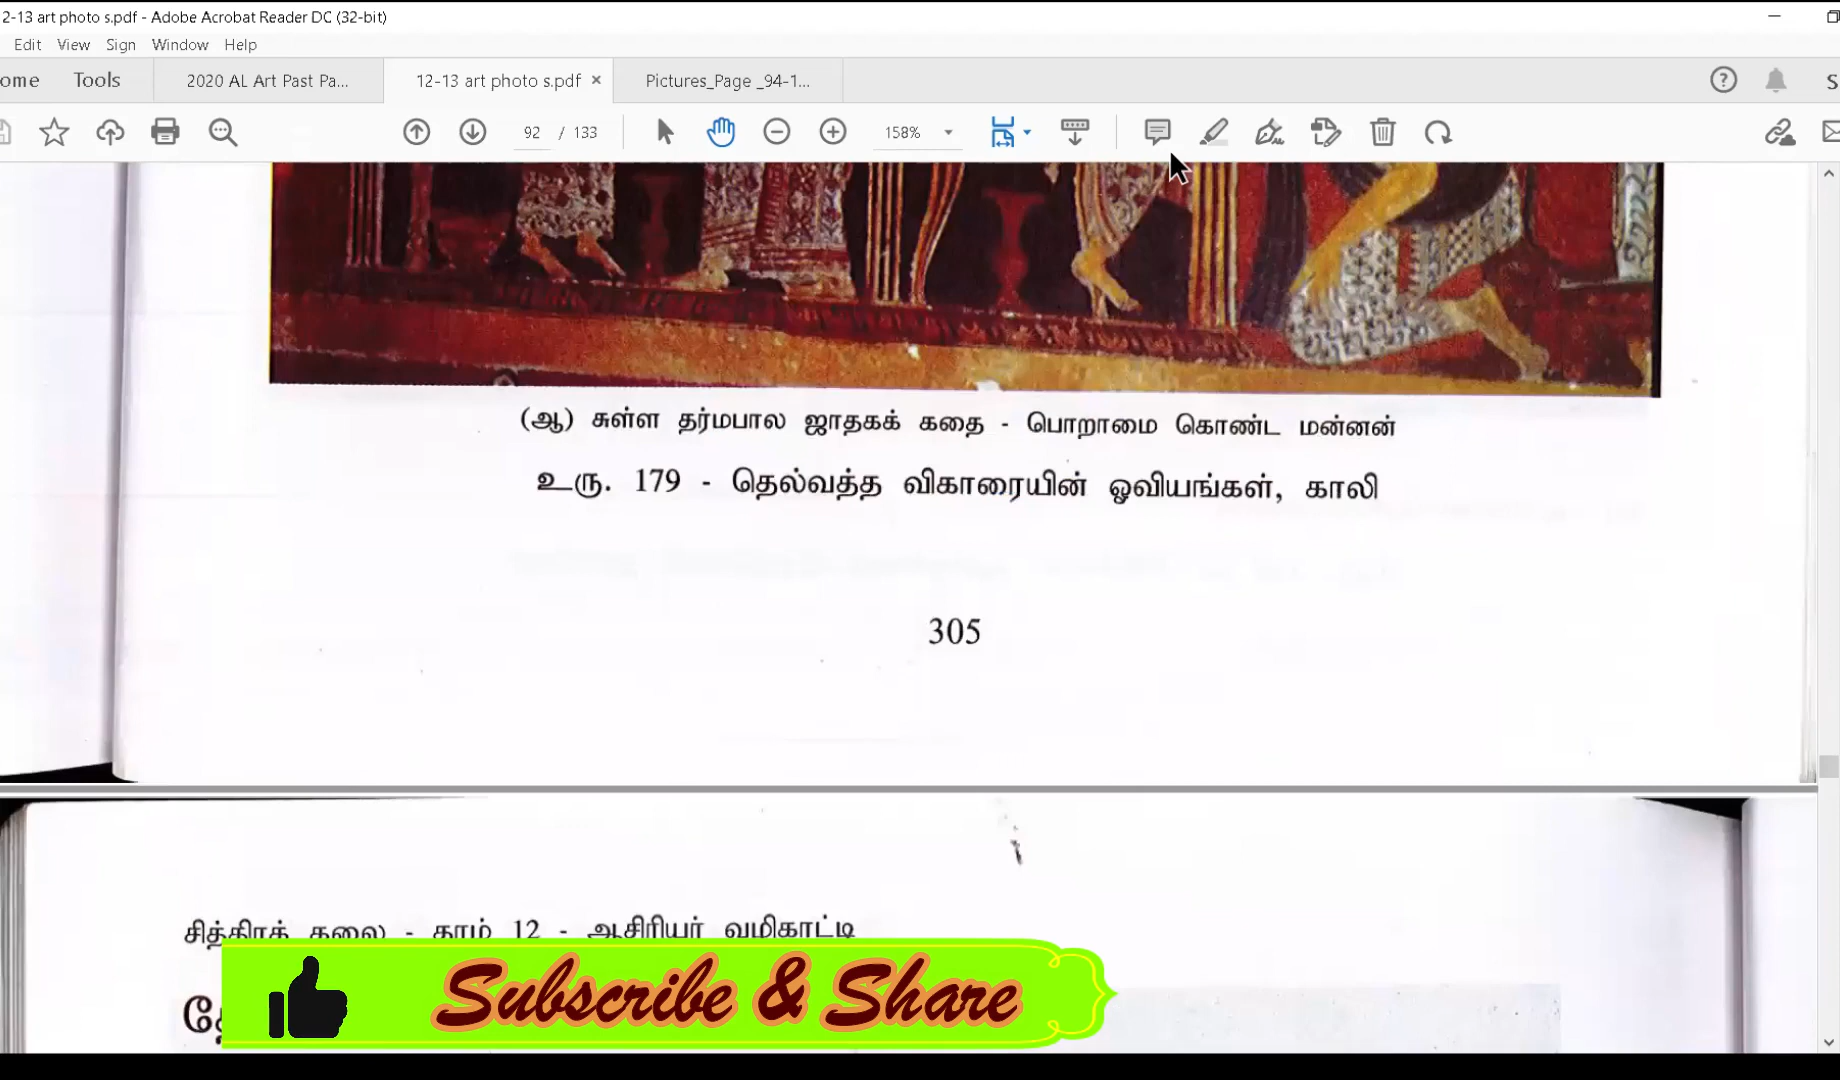 2-13 art photo s.pdf - Adobe Acrobat Reader DC (32-bit)
Edit View Sign Window Help
ome Tools 2020 AL Art Past Pa... 12-13 art photo s.pdf × Pictures_Page _94-1...
92 / 133 158%
(ஆ) சுள்ள தர்மபால ஜாதகக் கதை - பொறாமை கொண்ட மன்னன்
உரு. 179 - தெல்வத்த விகாரையின் ஓவியங்கள், காலி
305
சித்திரக் கலை - தரம் 12 - ஆசிரியர் வழிகாட்டி
Subscribe & Share